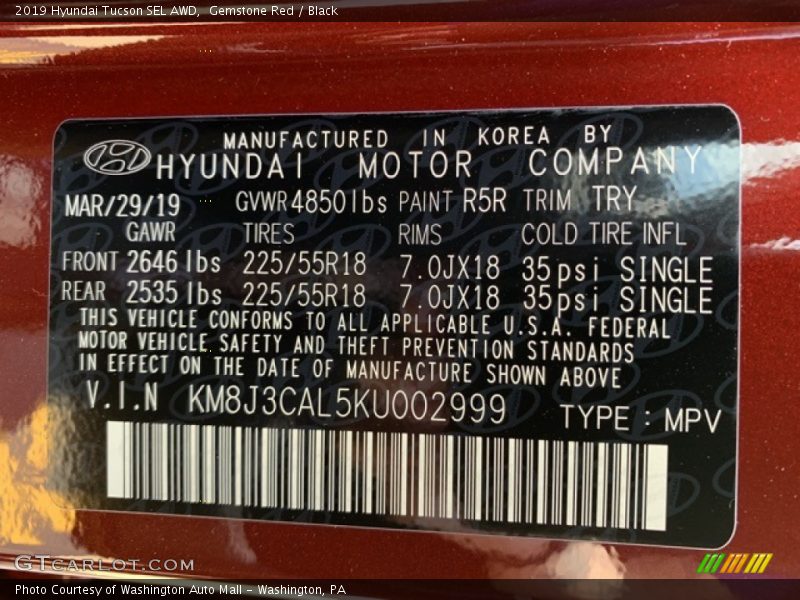 2019 Hyundai Tucson SEL AWD, Gemstone Red / Black
MANUFACTURED IN KOREA BY
HYUNDAI MOTOR COMPANY
MAR/29/19 GVWR 4850lbs PAINT R5R TRIM TRY
GAWR TIRES RIMS COLD TIRE INFL
FRONT 2646 lbs 225/55R18 7.0JX18 35psi SINGLE
REAR 2535 lbs 225/55R18 7.0JX18 35psi SINGLE
THIS VEHICLE CONFORMS TO ALL APPLICABLE U.S.A. FEDERAL
MOTOR VEHICLE SAFETY AND THEFT PREVENTION STANDARDS
IN EFFECT ON THE DATE OF MANUFACTURE SHOWN ABOVE
V.I.N KM8J3CAL5KU002999 TYPE : MPV
GTCARLOT.COM
Photo Courtesy of Washington Auto Mall - Washington, PA